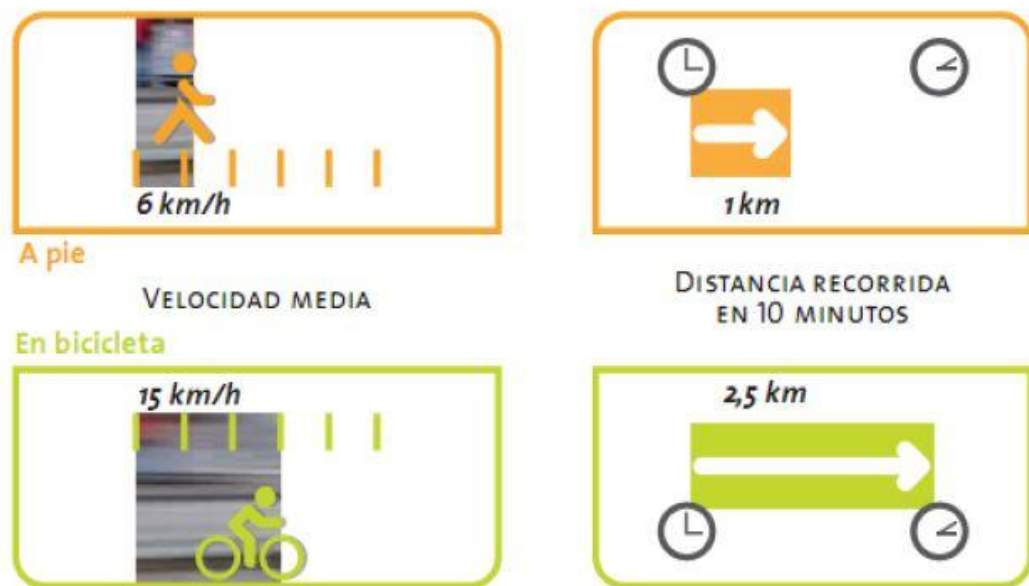 6 km/h
1 km
A pie
VELOCIDAD MEDIA
DISTANCIA RECORRIDA
EN 10 MINUTOS
En bicicleta
15 km/h
2,5 km